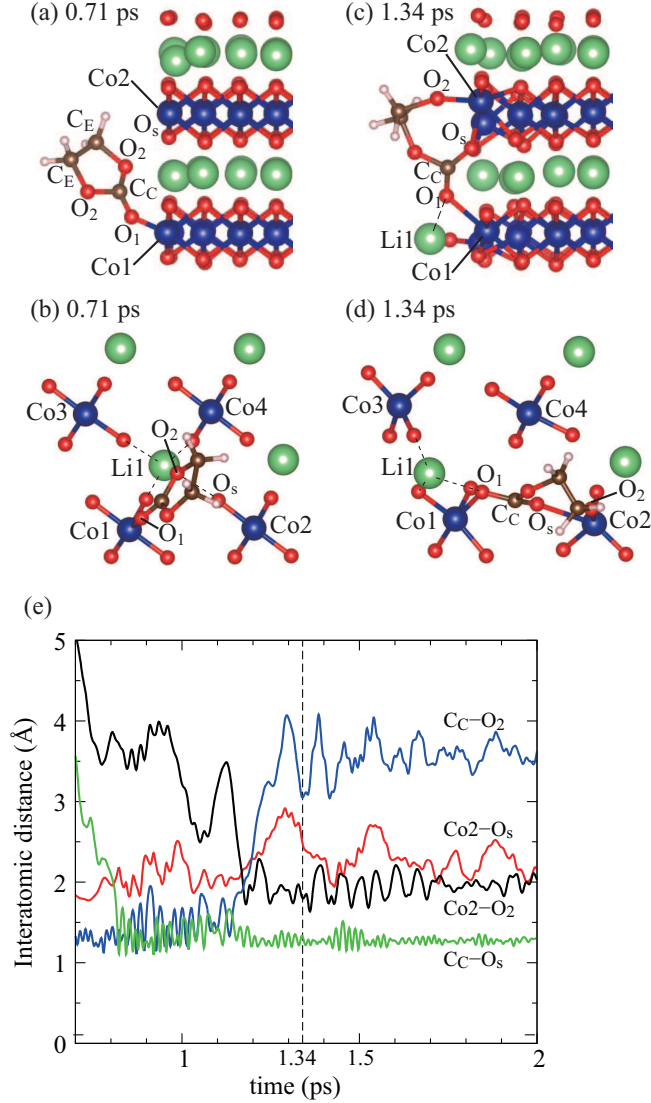 (a) 0.71 ps
Co2
Os
CE
O2
CE
CC
O2
O1
Co1
(c) 1.34 ps
Co2
O2
Os
CC
O1
Li1
Co1
(b) 0.71 ps
Co3
O2
Co4
Li1
Os
Co1
O1
Co2
(d) 1.34 ps
Co3
Co4
Li1
O1
O2
Co1
CC
Os
Co2
(e)
5
4
3
2
1
0
Interatomic distance (Å)
CC−O2
Co2−Os
Co2−O2
CC−Os
1
1.34
1.5
2
time (ps)